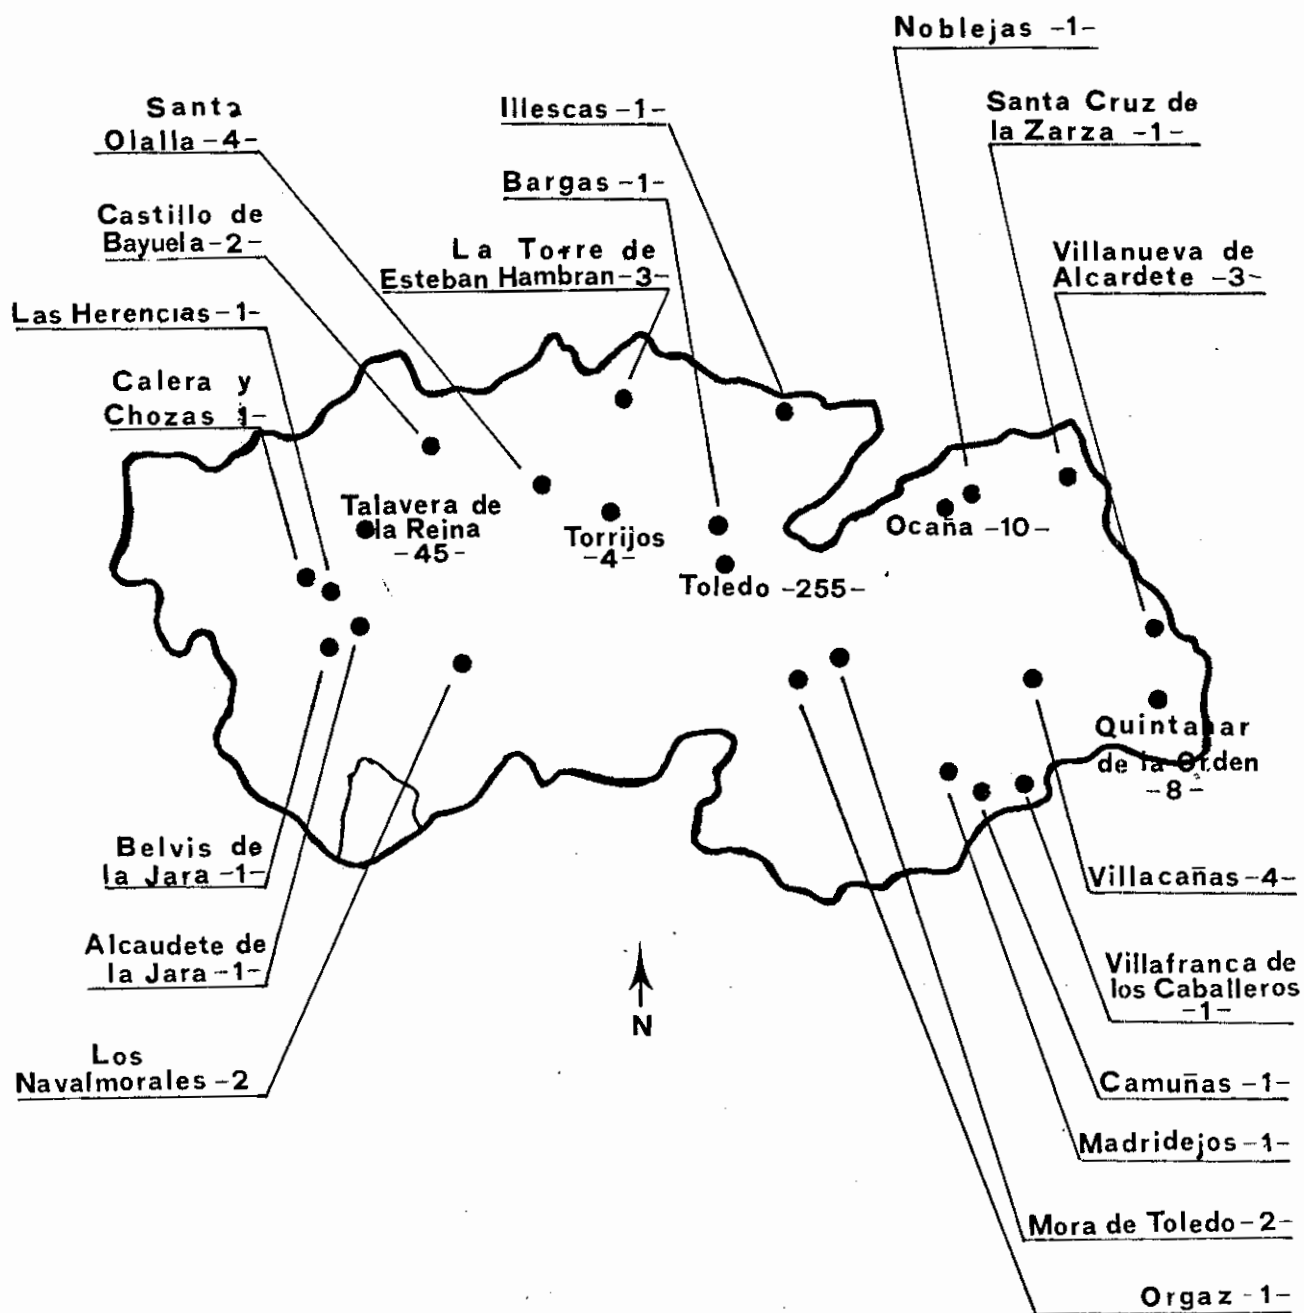 Noblejas -1-
Santa
Olalla -4-
Illescas -1-
Santa Cruz de
la Zarza -1-
Bargas -1-
Castillo de
Bayuela -2-
La Torre de
Esteban Hambran -3-
Villanueva de
Alcardete -3-
Las Herencias -1-
Calera y
Chozas 1-
Talavera de
la Reina
-45-
Torrijos
-4-
Ocaña -10-
Toledo -255-
Quintanar
de la Orden
-8-
Belvis de
la Jara -1-
Villacañas -4-
Alcaudete de
la Jara -1-
Villafranca de
los Caballeros
-1-
N
Los
Navalmorales -2
Camuñas -1-
Madridejos -1-
Mora de Toledo -2-
Orgaz -1-